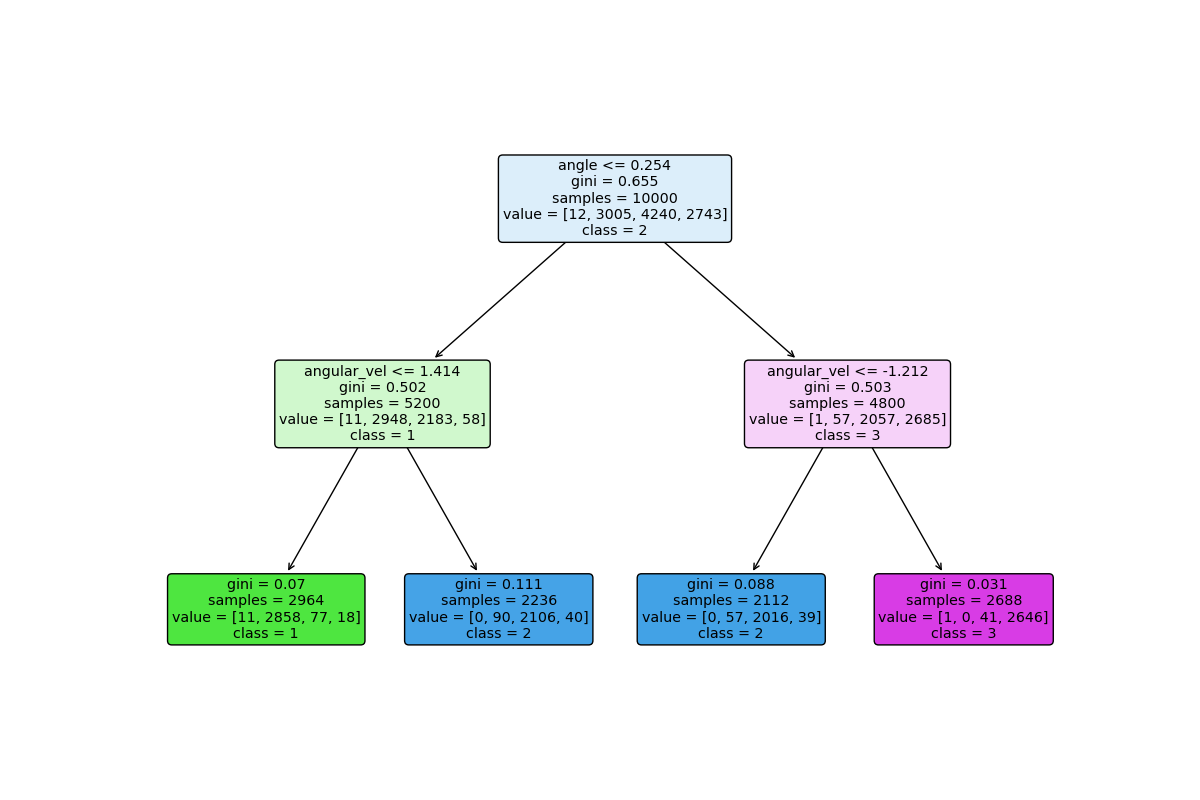 angle <= 0.254
gini = 0.655
samples = 10000
value = [12, 3005, 4240, 2743]
class = 2
angular_vel <= 1.414
gini = 0.502
samples = 5200
value = [11, 2948, 2183, 58]
class = 1
angular_vel <= -1.212
gini = 0.503
samples = 4800
value = [1, 57, 2057, 2685]
class = 3
gini = 0.07
samples = 2964
value = [11, 2858, 77, 18]
class = 1
gini = 0.111
samples = 2236
value = [0, 90, 2106, 40]
class = 2
gini = 0.088
samples = 2112
value = [0, 57, 2016, 39]
class = 2
gini = 0.031
samples = 2688
value = [1, 0, 41, 2646]
class = 3